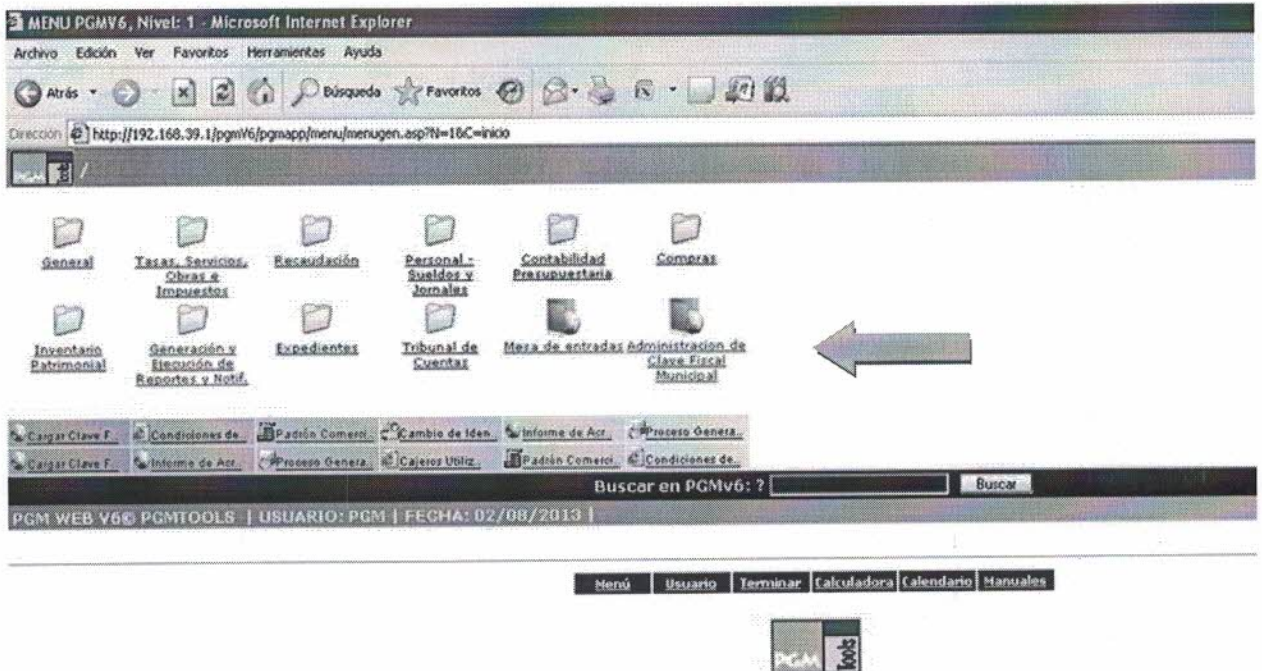 MENU PGMV6, Nivel: 1 - Microsoft Internet Explorer
Archivo Edición Ver Favoritos Herramientas Ayuda
Atrás Búsqueda Favoritos
Dirección http://192.168.39.1/pgmV6/pgmapp/menu/menugen.asp?N=1&C=inicio
PGM Tools /
General Tasas, Servicios, Obras e Impuestos Recaudación Personal - Sueldos y Jornales Contabilidad Presupuestaria Compras
Inventario Patrimonial Generación y Ejecución de Reportes y Notif. Expedientes Tribunal de Cuentas Mesa de entradas Administracion de Clave Fiscal Municipal
Cargar Clave F... Condiciones de... Padrón Comerci... Cambio de Iden... Informe de Acr... Proceso Genera...
Cargar Clave F... Informe de Acr... Proceso Genera... Cajeros Utiliz... Padrón Comerci... Condiciones de...
Buscar en PGMv6: ? Buscar
PGM WEB V6© PGMTOOLS | USUARIO: PGM | FECHA: 02/08/2013 |
Menú Usuario Terminar Calculadora Calendario Manuales
PGM Tools